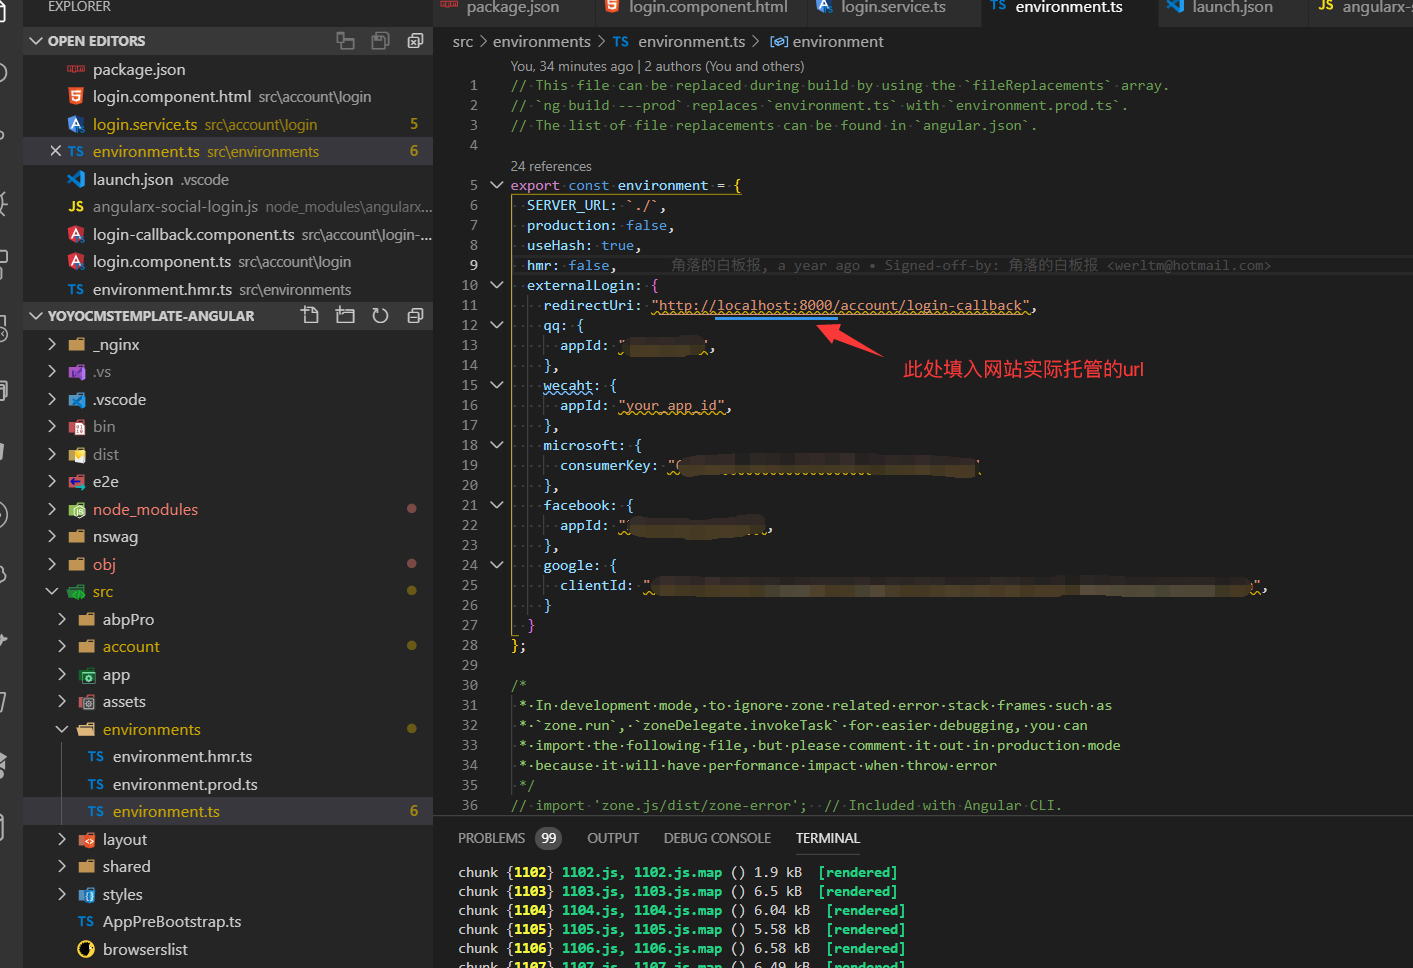 EXPLORER
OPEN EDITORS
package.json
login.component.html src\account\login
login.service.ts src\account\login 5
environment.ts src\environments 6
launch.json .vscode
angularx-social-login.js node_modules\angularx...
login-callback.component.ts src\account\login-...
login.component.ts src\account\login
environment.hmr.ts src\environments
YOYOCMSTEMPLATE-ANGULAR
_nginx
.vs
.vscode
bin
dist
e2e
node_modules
nswag
obj
src
abpPro
account
app
assets
environments
environment.hmr.ts
environment.prod.ts
environment.ts 6
layout
shared
styles
AppPreBootstrap.ts
browserslist
package.json login.component.html login.service.ts environment.ts launch.json angularx-s
src > environments > TS environment.ts > environment
You, 34 minutes ago | 2 authors (You and others)
1 // This file can be replaced during build by using the `fileReplacements` array.
2 // `ng build ---prod` replaces `environment.ts` with `environment.prod.ts`.
3 // The list of file replacements can be found in `angular.json`.
4
24 references
5 export const environment = {
6 SERVER_URL: `./`,
7 production: false,
8 useHash: true,
9 hmr: false, 角落的白板报, a year ago • Signed-off-by: 角落的白板报 <werltm@hotmail.com>
10 externalLogin: {
11 redirectUri: "http://localhost:8000/account/login-callback",
12 qq: {
此处填入网站实际托管的url
13 appId: "",
14 },
15 wecaht: {
16 appId: "your_app_id",
17 },
18 microsoft: {
19 consumerKey: "
20 },
21 facebook: {
22 appId: " ,
23 },
24 google: {
25 clientId: " ",
26 }
27 }
28 };
29
30 /*
31 * In development mode, to ignore zone related error stack frames such as
32 * `zone.run`, `zoneDelegate.invokeTask` for easier debugging, you can
33 * import the following file, but please comment it out in production mode
34 * because it will have performance impact when throw error
35 */
36 // import 'zone.js/dist/zone-error'; // Included with Angular CLI.
PROBLEMS 99 OUTPUT DEBUG CONSOLE TERMINAL
chunk {1102} 1102.js, 1102.js.map () 1.9 kB [rendered]
chunk {1103} 1103.js, 1103.js.map () 6.5 kB [rendered]
chunk {1104} 1104.js, 1104.js.map () 6.04 kB [rendered]
chunk {1105} 1105.js, 1105.js.map () 5.58 kB [rendered]
chunk {1106} 1106.js, 1106.js.map () 6.58 kB [rendered]
chunk {1107} 1107.js, 1107.js.map () 6.49 kB [rendered]